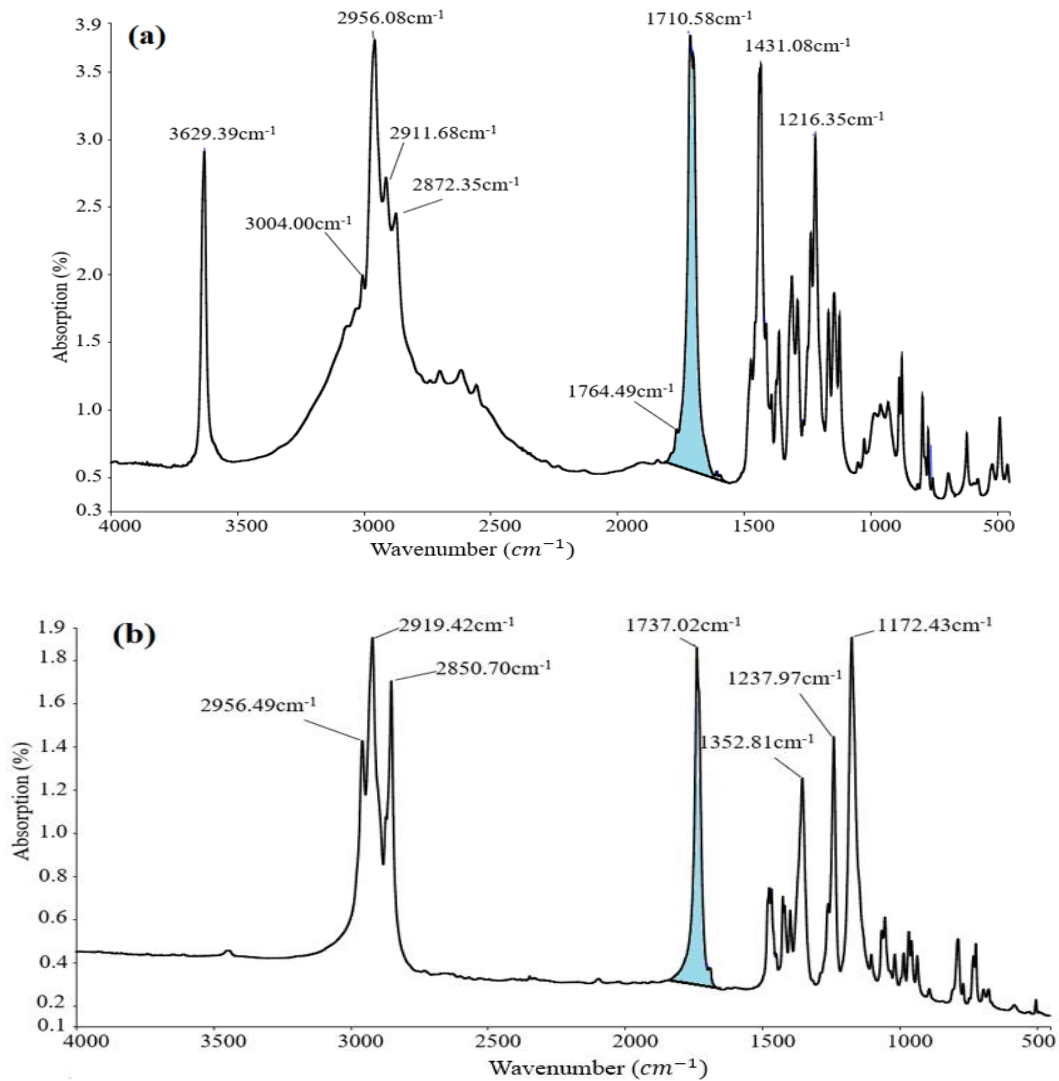 (a)
2956.08cm⁻¹
1710.58cm⁻¹
1431.08cm⁻¹
3629.39cm⁻¹
2911.68cm⁻¹
1216.35cm⁻¹
2872.35cm⁻¹
3004.00cm⁻¹
1764.49cm⁻¹
Absorption (%)
3.9
3.5
3.0
2.5
2.0
1.5
1.0
0.5
0.3
4000 3500 3000 2500 2000 1500 1000 500
Wavenumber (cm⁻¹)
(b)
2919.42cm⁻¹
1737.02cm⁻¹
1172.43cm⁻¹
2850.70cm⁻¹
1237.97cm⁻¹
2956.49cm⁻¹
1352.81cm⁻¹
Absorption (%)
1.9
1.8
1.6
1.4
1.2
1.0
0.8
0.6
0.4
0.2
0.1
4000 3500 3000 2500 2000 1500 1000 500
Wavenumber (cm⁻¹)